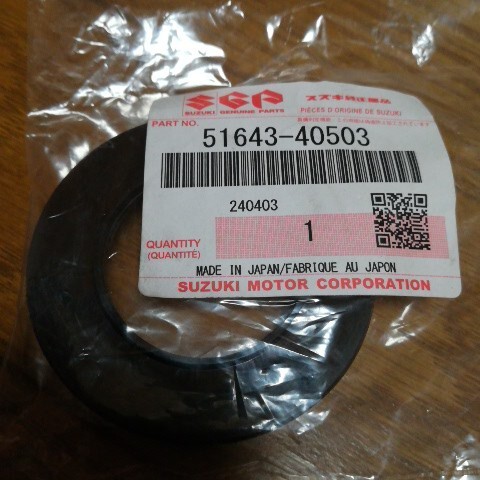 SGP スズキ純正部品
SUZUKI GENUINE PARTS PIÈCES D'ORIGINE DE SUZUKI
PART NO. 51643-40503
240403
QUANTITY 1
(QUANTITÉ)
MADE IN JAPAN/FABRIQUE AU JAPON
SUZUKI MOTOR CORPORATION